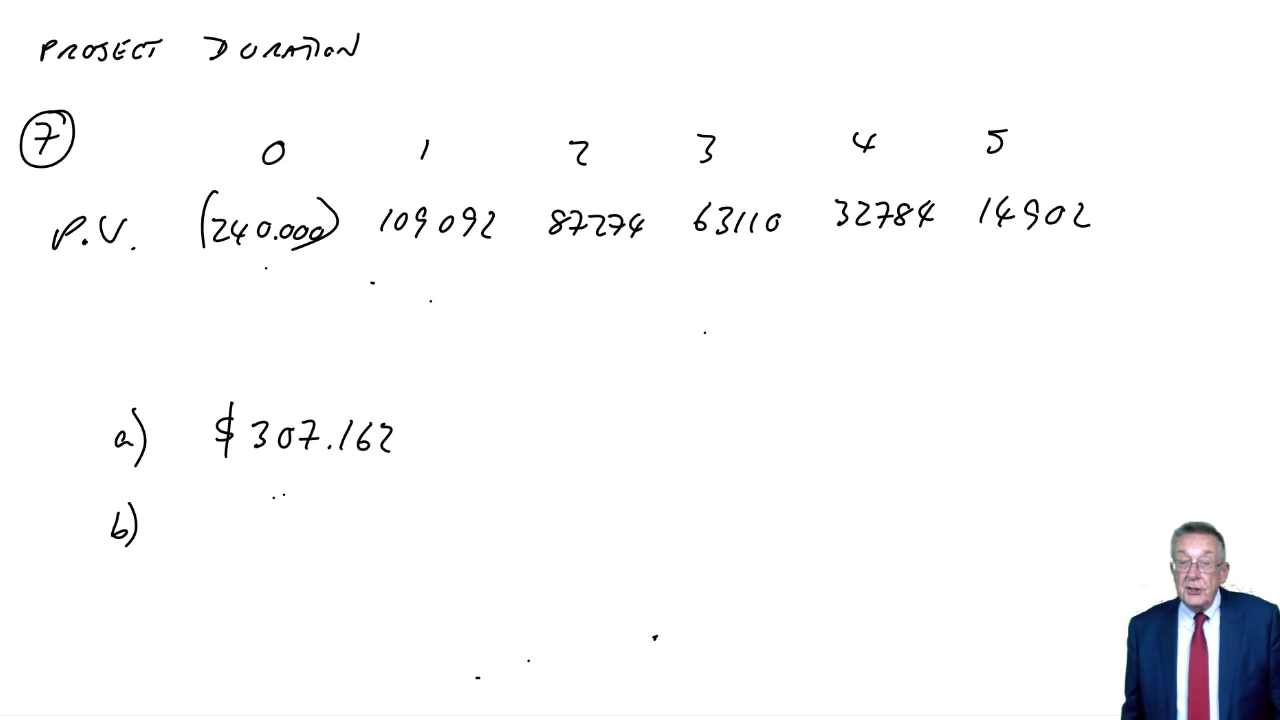 PROJECT DURATION
7 0 1 2 3 4 5
P.V. (240.000) 109092 87274 63110 32784 14902
a) $307.162
b)